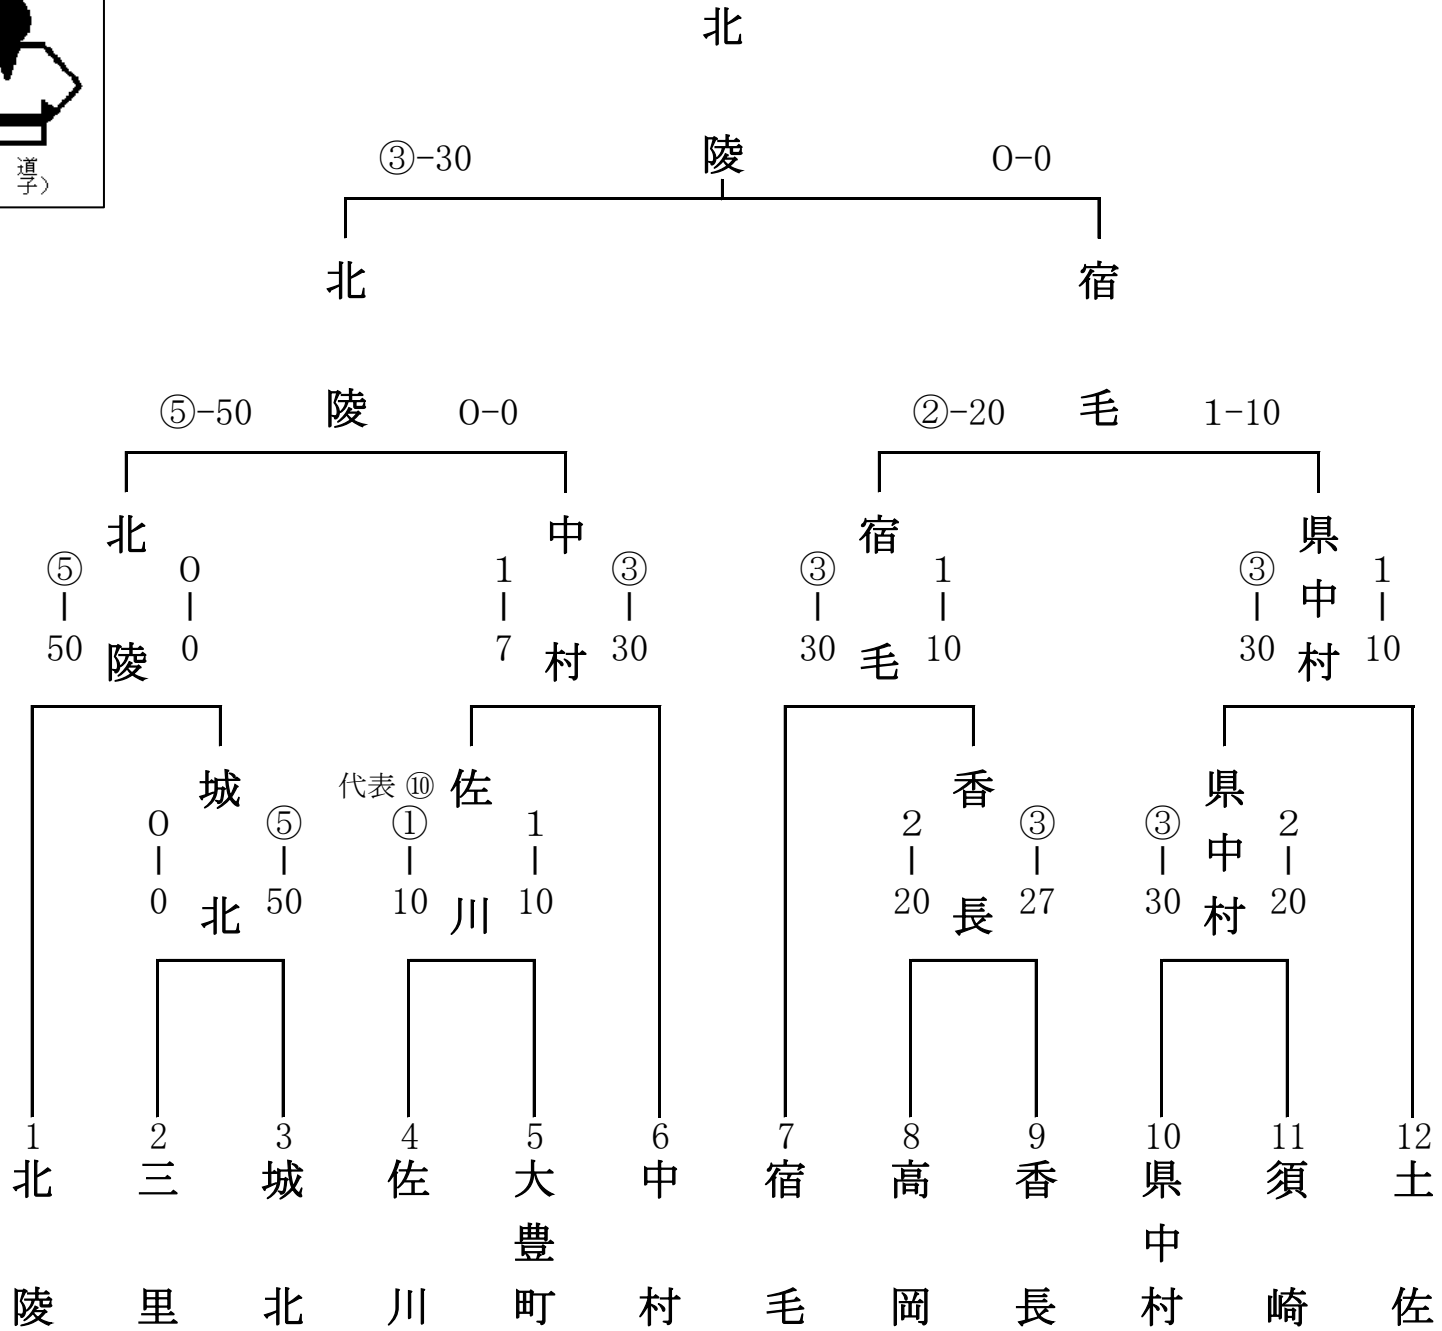 道子）
北陵
③-30 0-0
北陵 宿毛
⑤-50 0-0 ②-20 1-10
北陵 中村 宿毛 県中村
⑤ 0 1 ③ ③ 1 ③ 1
50 0 7 30 30 10 30 10
城北 代表 ⑩ 佐川 香長 県中村
0 ⑤ ① 1 2 ③ ③ 2
0 50 10 10 20 27 30 20
1 2 3 4 5 6 7 8 9 10 11 12
北陵 三里 城北 佐川 大豊町 中村 宿毛 高岡 香長 県中村 須崎 土佐